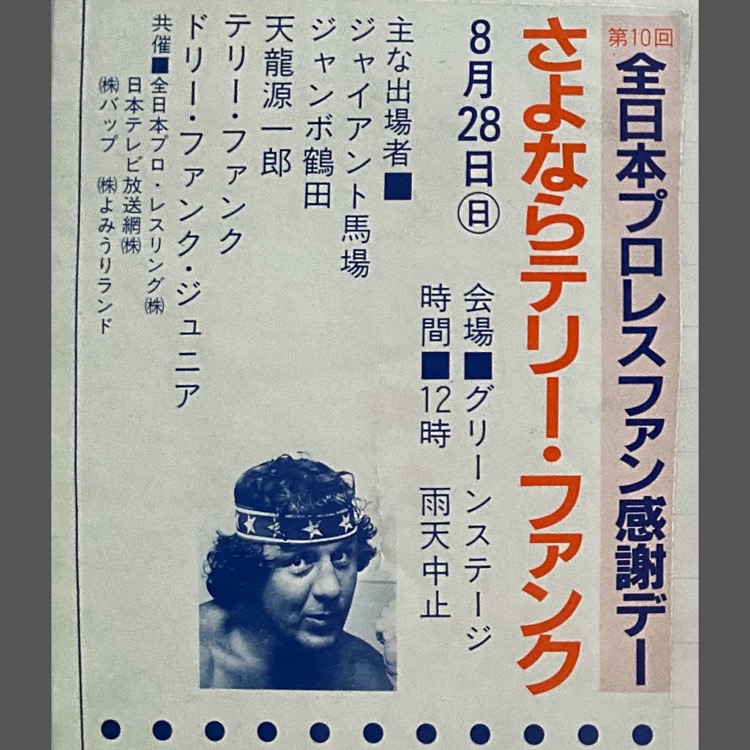 第10回
全日本プロレスファン感謝デー
さよならテリー・ファンク
8月28日㊐
会場■グリーンステージ
時間■12時 雨天中止
主な出場者■
ジャイアント馬場
ジャンボ鶴田
天龍源一郎
テリー・ファンク
ドリー・ファンク・ジュニア
共催■全日本プロ・レスリング㈱
日本テレビ放送網㈱
㈱バップ ㈱よみうりランド